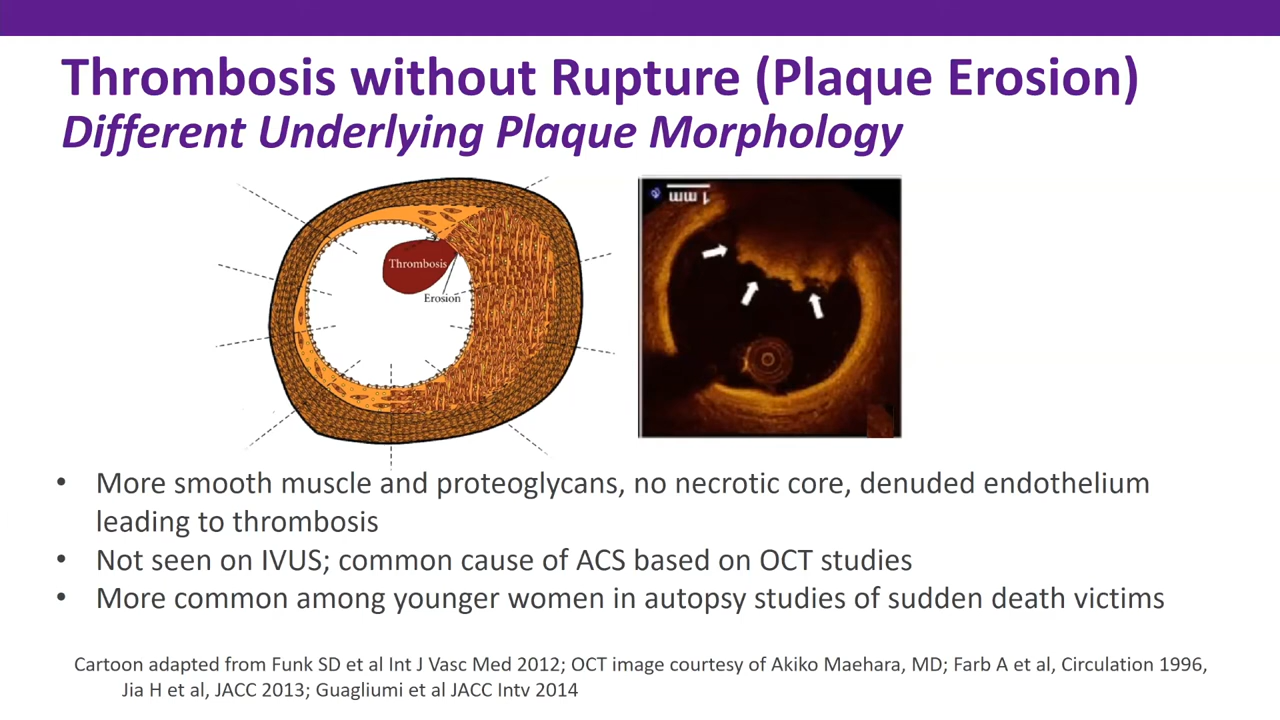 Thrombosis without Rupture (Plaque Erosion)
Different Underlying Plaque Morphology
Thrombosis
Erosion
1 mm
• More smooth muscle and proteoglycans, no necrotic core, denuded endothelium
leading to thrombosis
• Not seen on IVUS; common cause of ACS based on OCT studies
• More common among younger women in autopsy studies of sudden death victims
Cartoon adapted from Funk SD et al Int J Vasc Med 2012; OCT image courtesy of Akiko Maehara, MD; Farb A et al, Circulation 1996,
Jia H et al, JACC 2013; Guagliumi et al JACC Intv 2014